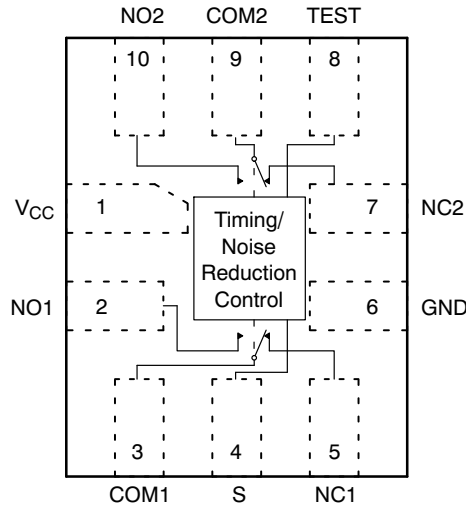 NO2 COM2 TEST
10 9 8
VCC 1 7 NC2
Timing/
Noise
Reduction
Control
NO1 2 6 GND
3 4 5
COM1 S NC1